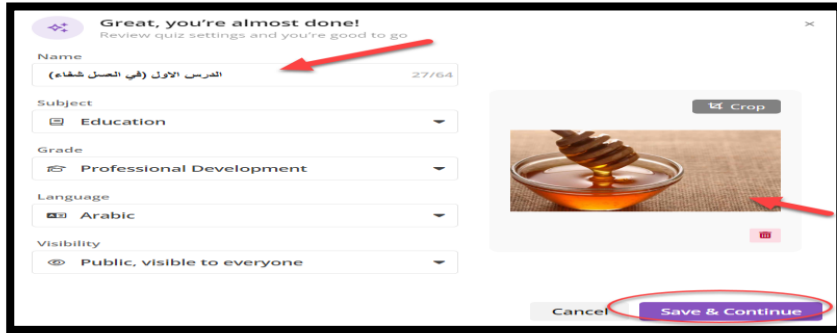 Great, you're almost done!
Review quiz settings and you're good to go
Name
الدرس الاول (في العسل شفاء)
27/64
Subject
Education
Grade
Professional Development
Language
Arabic
Visibility
Public, visible to everyone
Crop
Cancel
Save & Continue